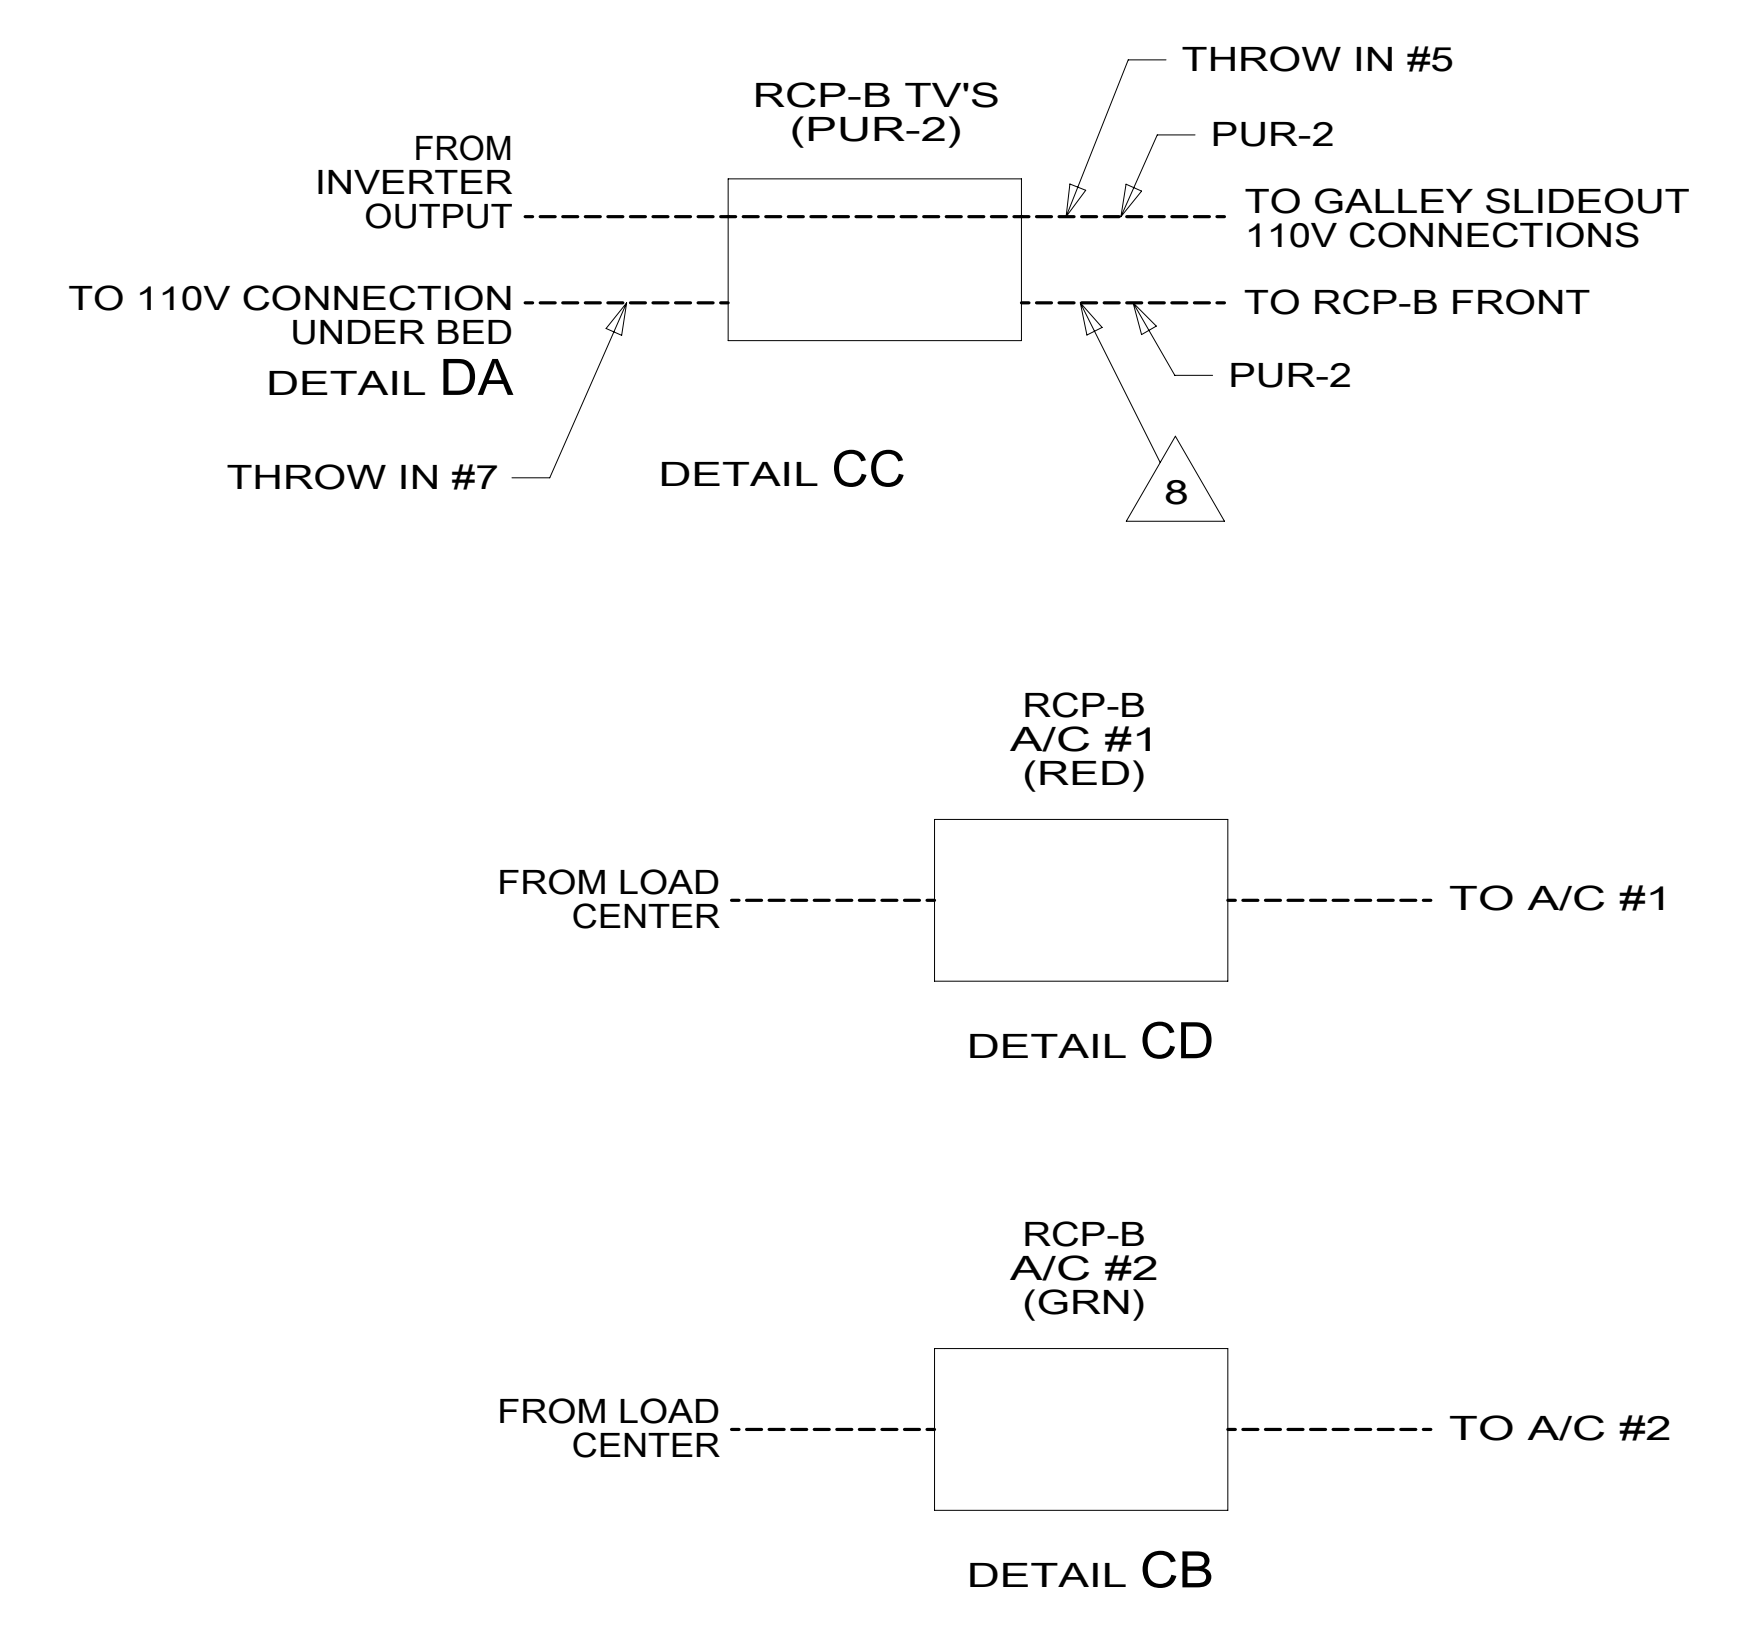 THROW IN #5
RCP-B TV'S
(PUR-2)
PUR-2
FROM
INVERTER
OUTPUT
TO GALLEY SLIDEOUT
110V CONNECTIONS
TO 110V CONNECTION
UNDER BED
DETAIL DA
TO RCP-B FRONT
PUR-2
THROW IN #7
DETAIL CC
8
RCP-B
A/C #1
(RED)
FROM LOAD
CENTER
TO A/C #1
DETAIL CD
RCP-B
A/C #2
(GRN)
FROM LOAD
CENTER
TO A/C #2
DETAIL CB